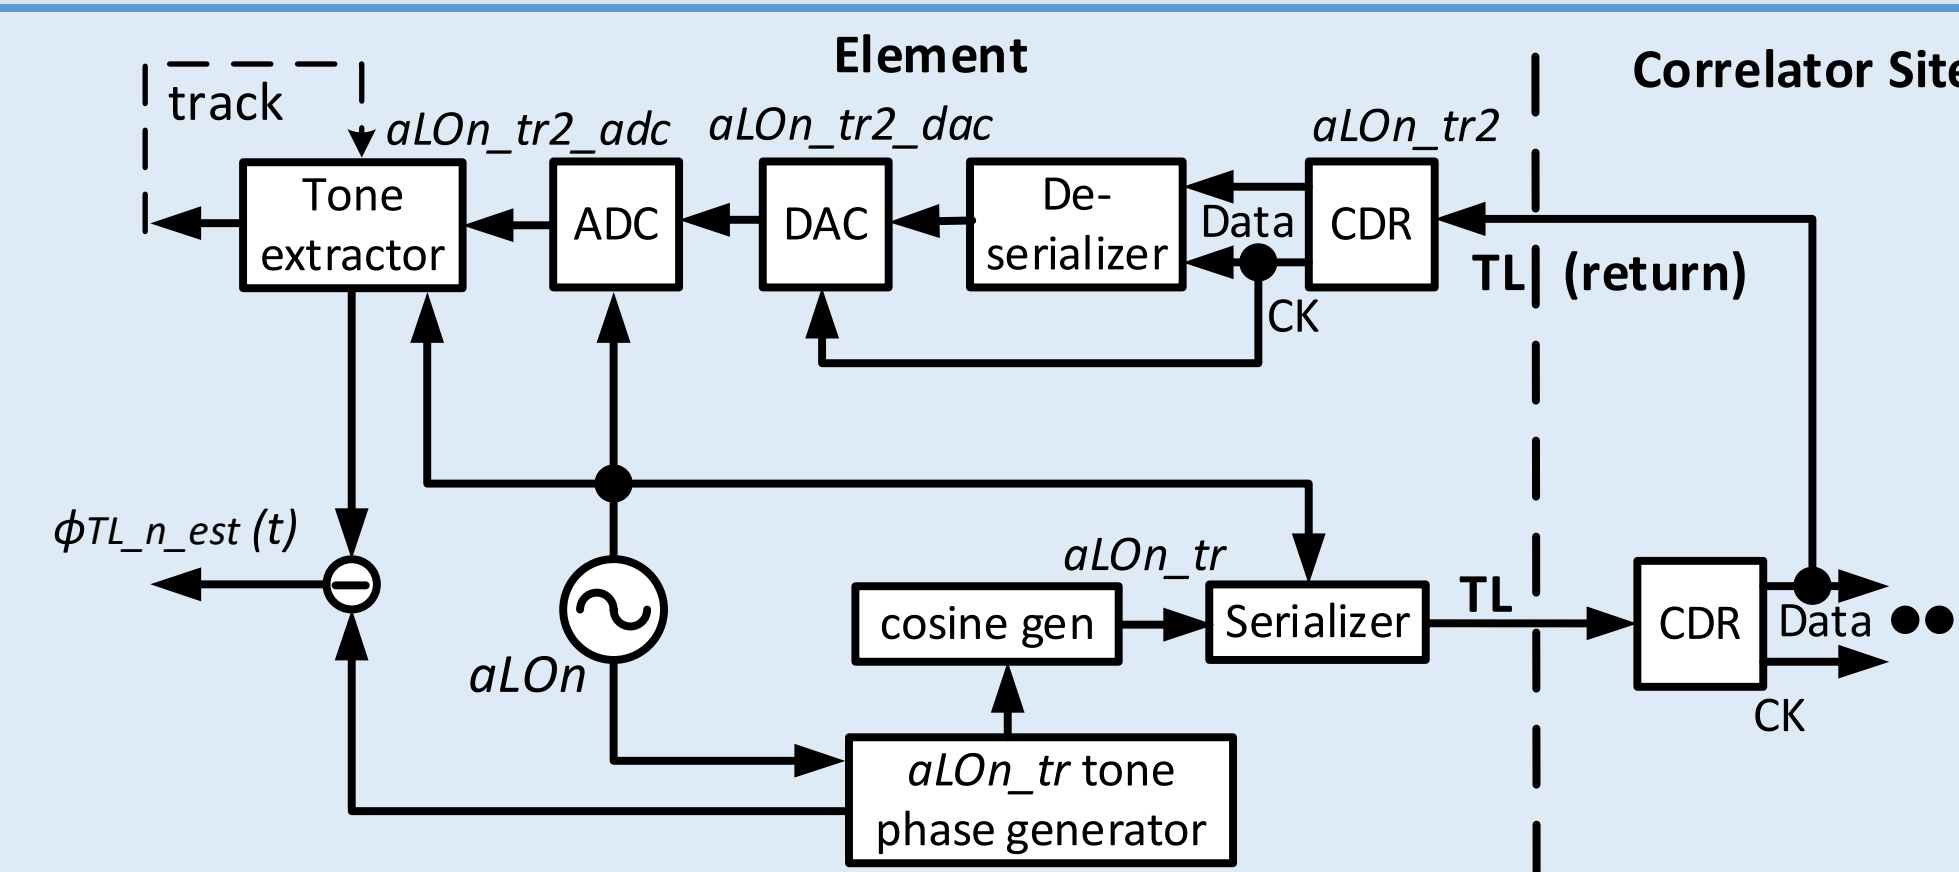 Element
Correlator Site
track
aLOn_tr2_adc
aLOn_tr2_dac
aLOn_tr2
Tone
extractor
ADC
DAC
De-
serializer
Data
CDR
CK
TL
(return)
ϕTL_n_est (t)
aLOn
aLOn_tr
cosine gen
Serializer
TL
CDR
Data
CK
aLOn_tr tone
phase generator